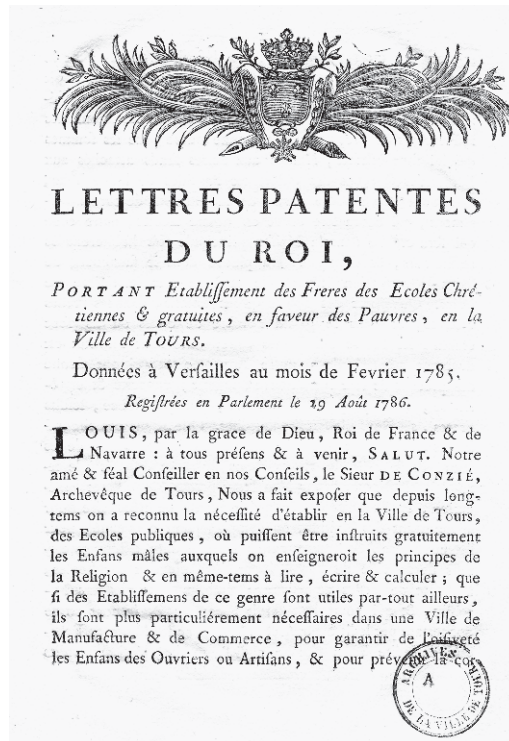 LETTRES PATENTES
DU ROI,
PORTANT Etabliſſement des Freres des Ecoles Chré-
tiennes & gratuites, en faveur des Pauvres, en la
Ville de TOURS.
Données à Verſailles au mois de Fevrier 1785.
Regiſtrées en Parlement le 29 Août 1786.
LOUIS, par la grace de Dieu, Roi de France & de
Navarre : à tous préſens & à venir, SALUT. Notre
amé & féal Conſeiller en nos Conſeils, le Sieur DE CONZIÉ,
Archevêque de Tours, Nous a fait expoſer que depuis long-
tems on a reconnu la néceſſité d'établir en la Ville de Tours,
des Ecoles publiques, où puiſſent être inſtruits gratuitement
les Enfans mâles auxquels on enſeigneroit les principes de
la Religion & en même-tems à lire, écrire & calculer ; que
ſi des Etabliſſemens de ce genre ſont utiles par-tout ailleurs,
ils ſont plus particuliérement néceſſaires dans une Ville de
Manufacture & de Commerce, pour garantir de l'oiſiveté
les Enfans des Ouvriers ou Artiſans, & pour prévenir la cor-
ARCHIVES
A
DE LA VILLE DE TOURS